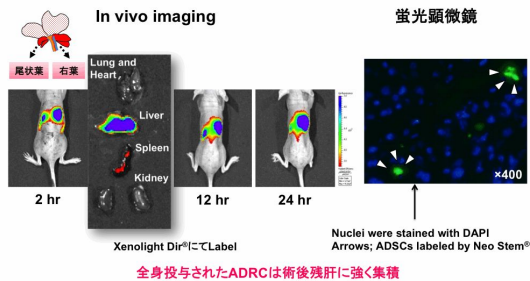 In vivo imaging
蛍光顕微鏡
尾状葉
右葉
Lung and
Heart
Liver
Spleen
Kidney
2 hr
12 hr
24 hr
×400
Xenolight Dir®にてLabel
Nuclei were stained with DAPI
Arrows; ADSCs labeled by Neo Stem®
全身投与されたADRCは術後残肝に強く集積